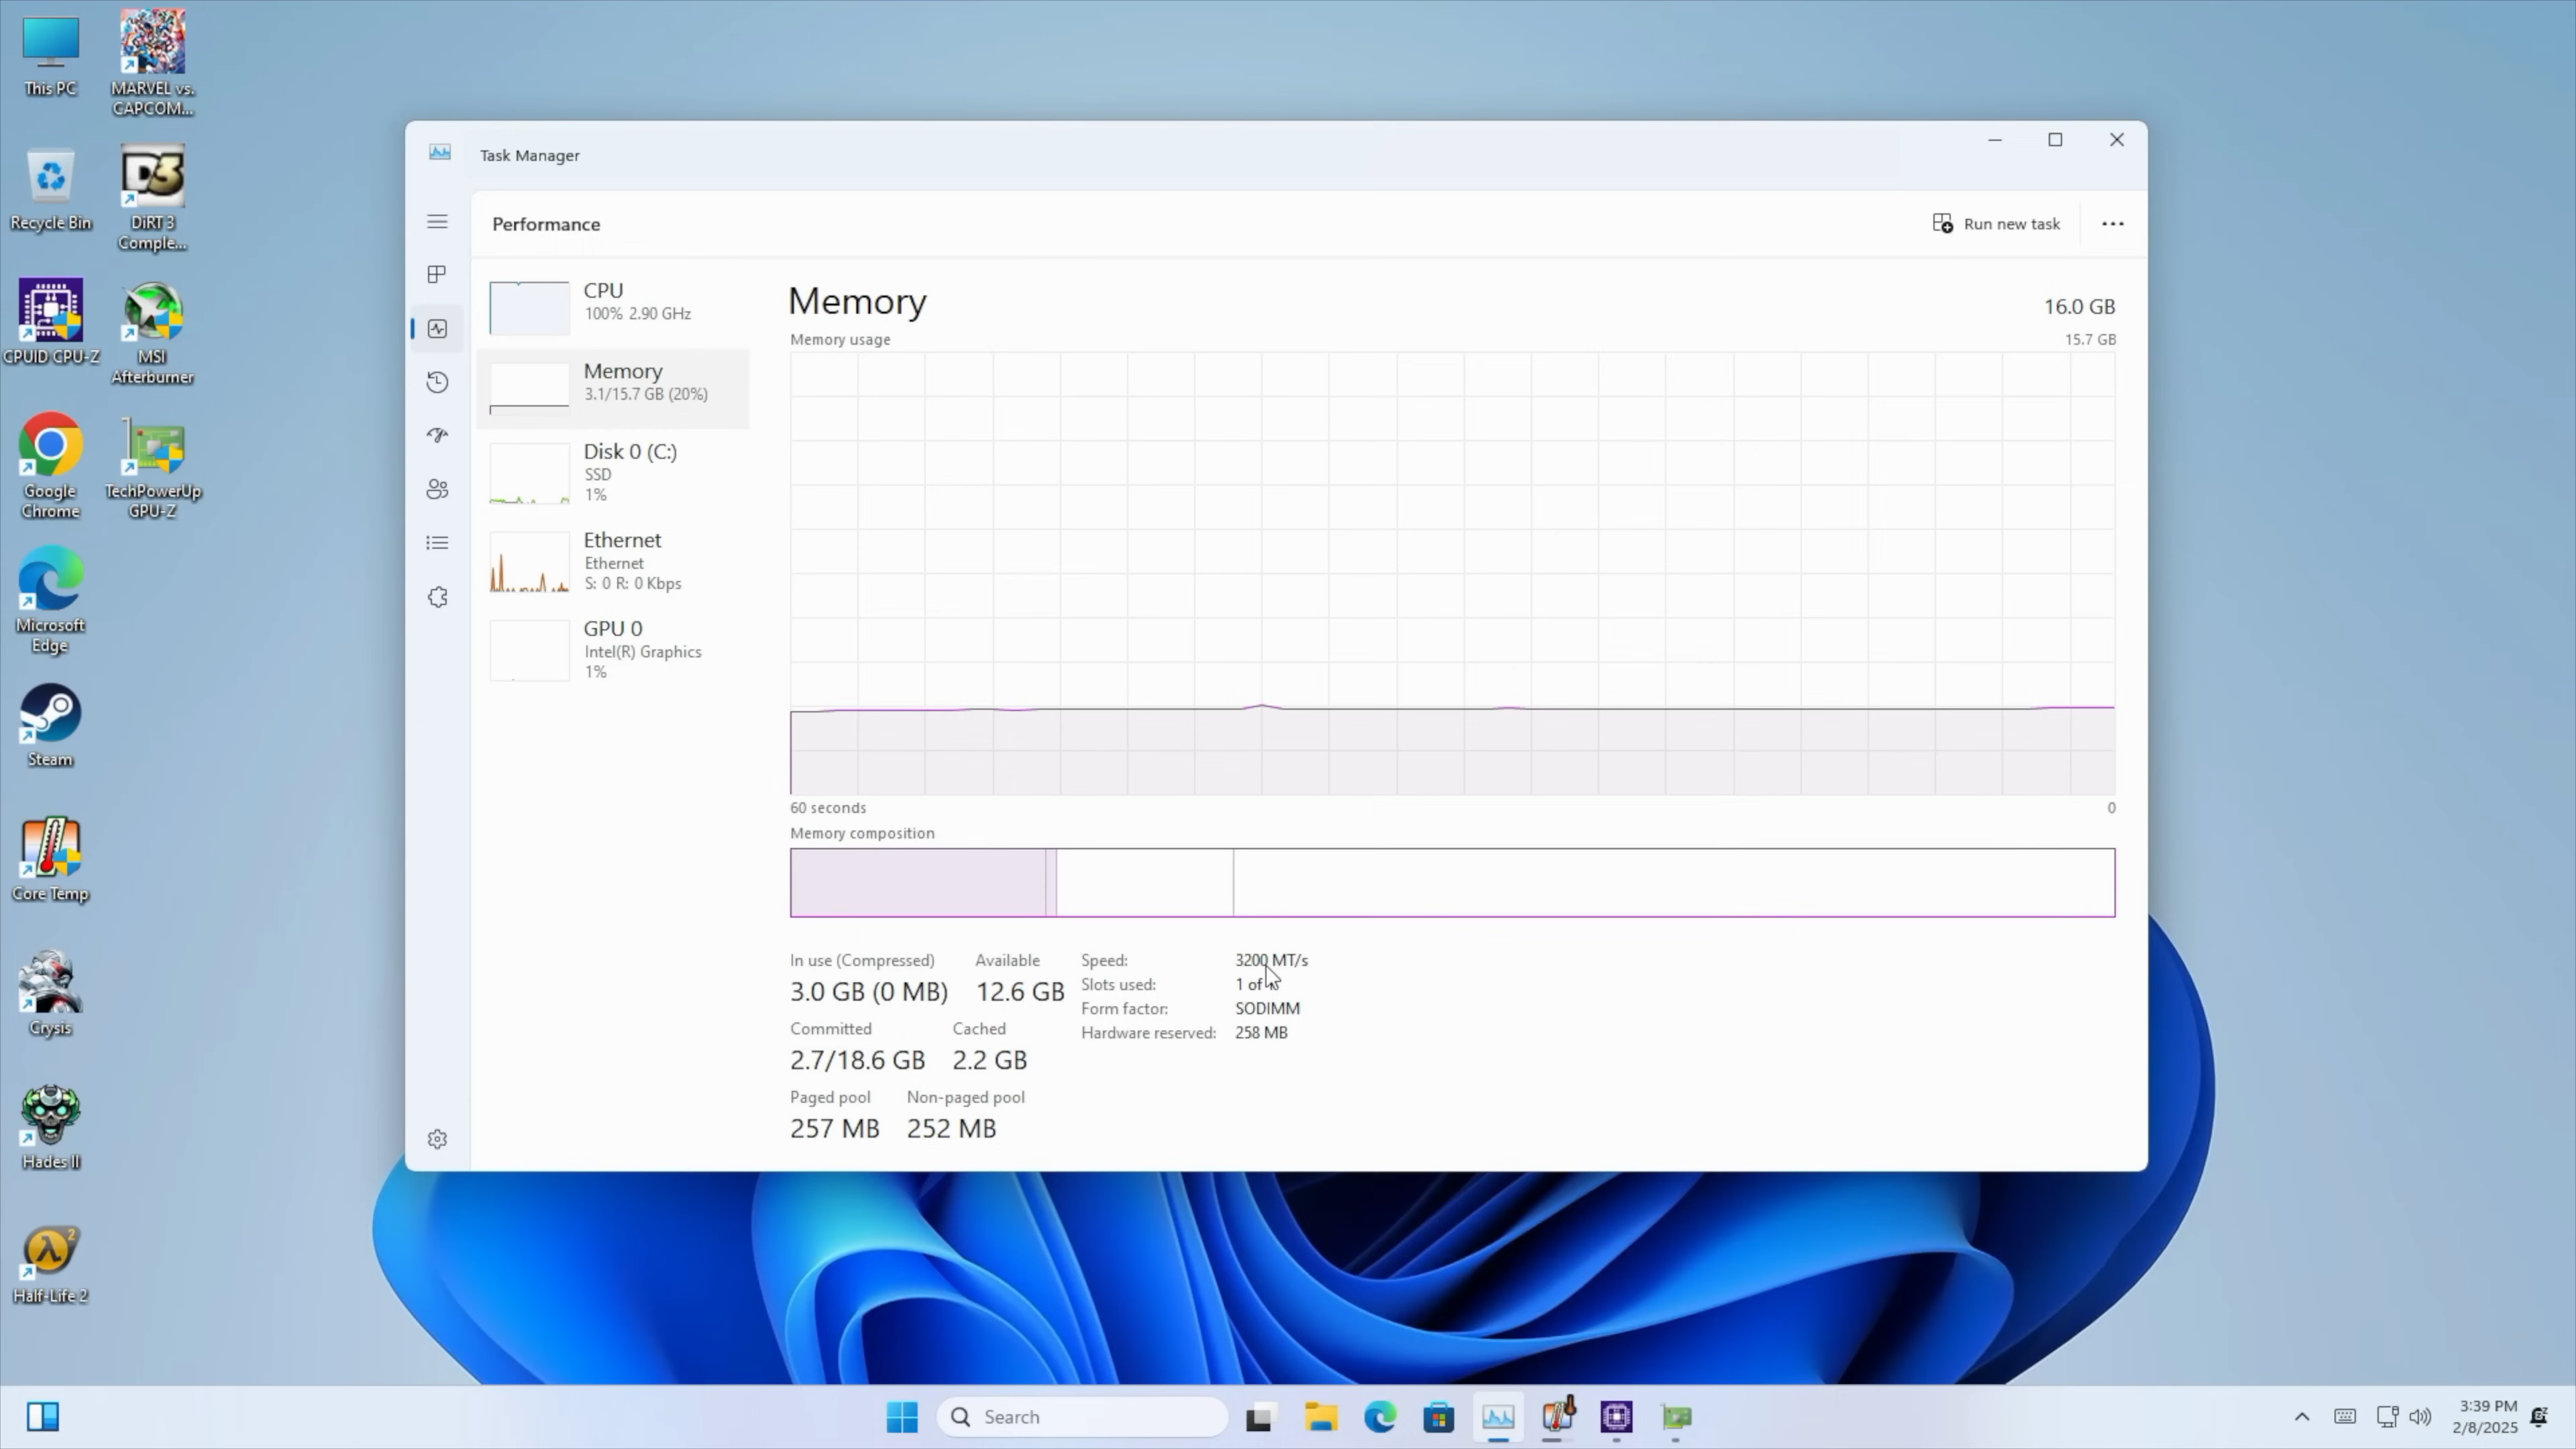 This PC
MARVEL vs.
CAPCOM...
Recycle Bin
DiRT 3
Comple...
CPUID CPU-Z
MSI
Afterburner
Google
Chrome
TechPowerUp
GPU-Z
Microsoft
Edge
Steam
Core Temp
Crysis
Hades II
Half-Life 2
Task Manager
Performance
Run new task
CPU
100% 2.90 GHz
Memory
3.1/15.7 GB (20%)
Disk 0 (C:)
SSD
1%
Ethernet
Ethernet
S: 0 R: 0 Kbps
GPU 0
Intel(R) Graphics
1%
Memory
16.0 GB
Memory usage
15.7 GB
60 seconds
0
Memory composition
In use (Compressed)
3.0 GB (0 MB)
Available
12.6 GB
Committed
2.7/18.6 GB
Cached
2.2 GB
Paged pool
257 MB
Non-paged pool
252 MB
Speed: 3200 MT/s
Slots used: 1 of
Form factor: SODIMM
Hardware reserved: 258 MB
Search
3:39 PM
2/8/2025